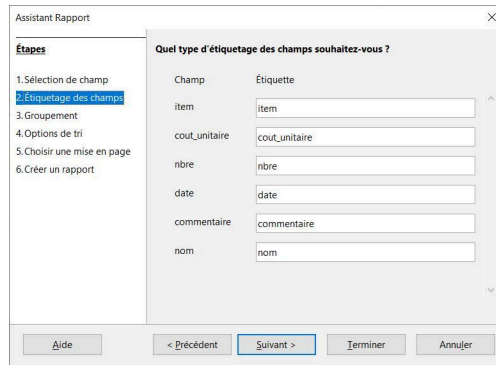 Assistant Rapport
Étapes
1.Sélection de champ
2.Étiquetage des champs
3.Groupement
4.Options de tri
5.Choisir une mise en page
6.Créer un rapport
Quel type d'étiquetage des champs souhaitez-vous ?
Champ Étiquette
item item
cout_unitaire cout_unitaire
nbre nbre
date date
commentaire commentaire
nom nom
Aide < Précédent Suivant > Terminer Annuler